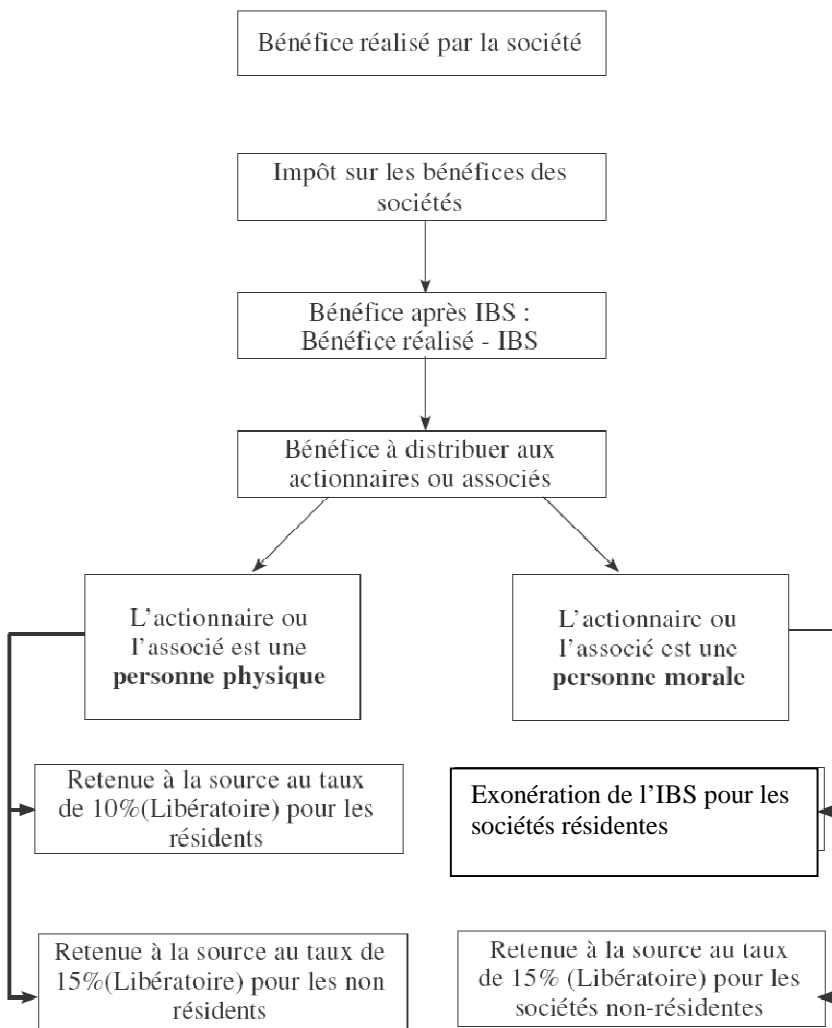 Bénéfice réalisé par la société
Impôt sur les bénéfices des
sociétés
Bénéfice après IBS :
Bénéfice réalisé - IBS
Bénéfice à distribuer aux
actionnaires ou associés
L'actionnaire ou
l'associé est une
personne physique
L'actionnaire ou
l'associé est une
personne morale
Retenue à la source au taux
de 10%(Libératoire) pour les
résidents
Exonération de l'IBS pour les
sociétés résidentes
Retenue à la source au taux de
15%(Libératoire) pour les non
résidents
Retenue à la source au taux
de 15% (Libératoire) pour les
sociétés non-résidentes